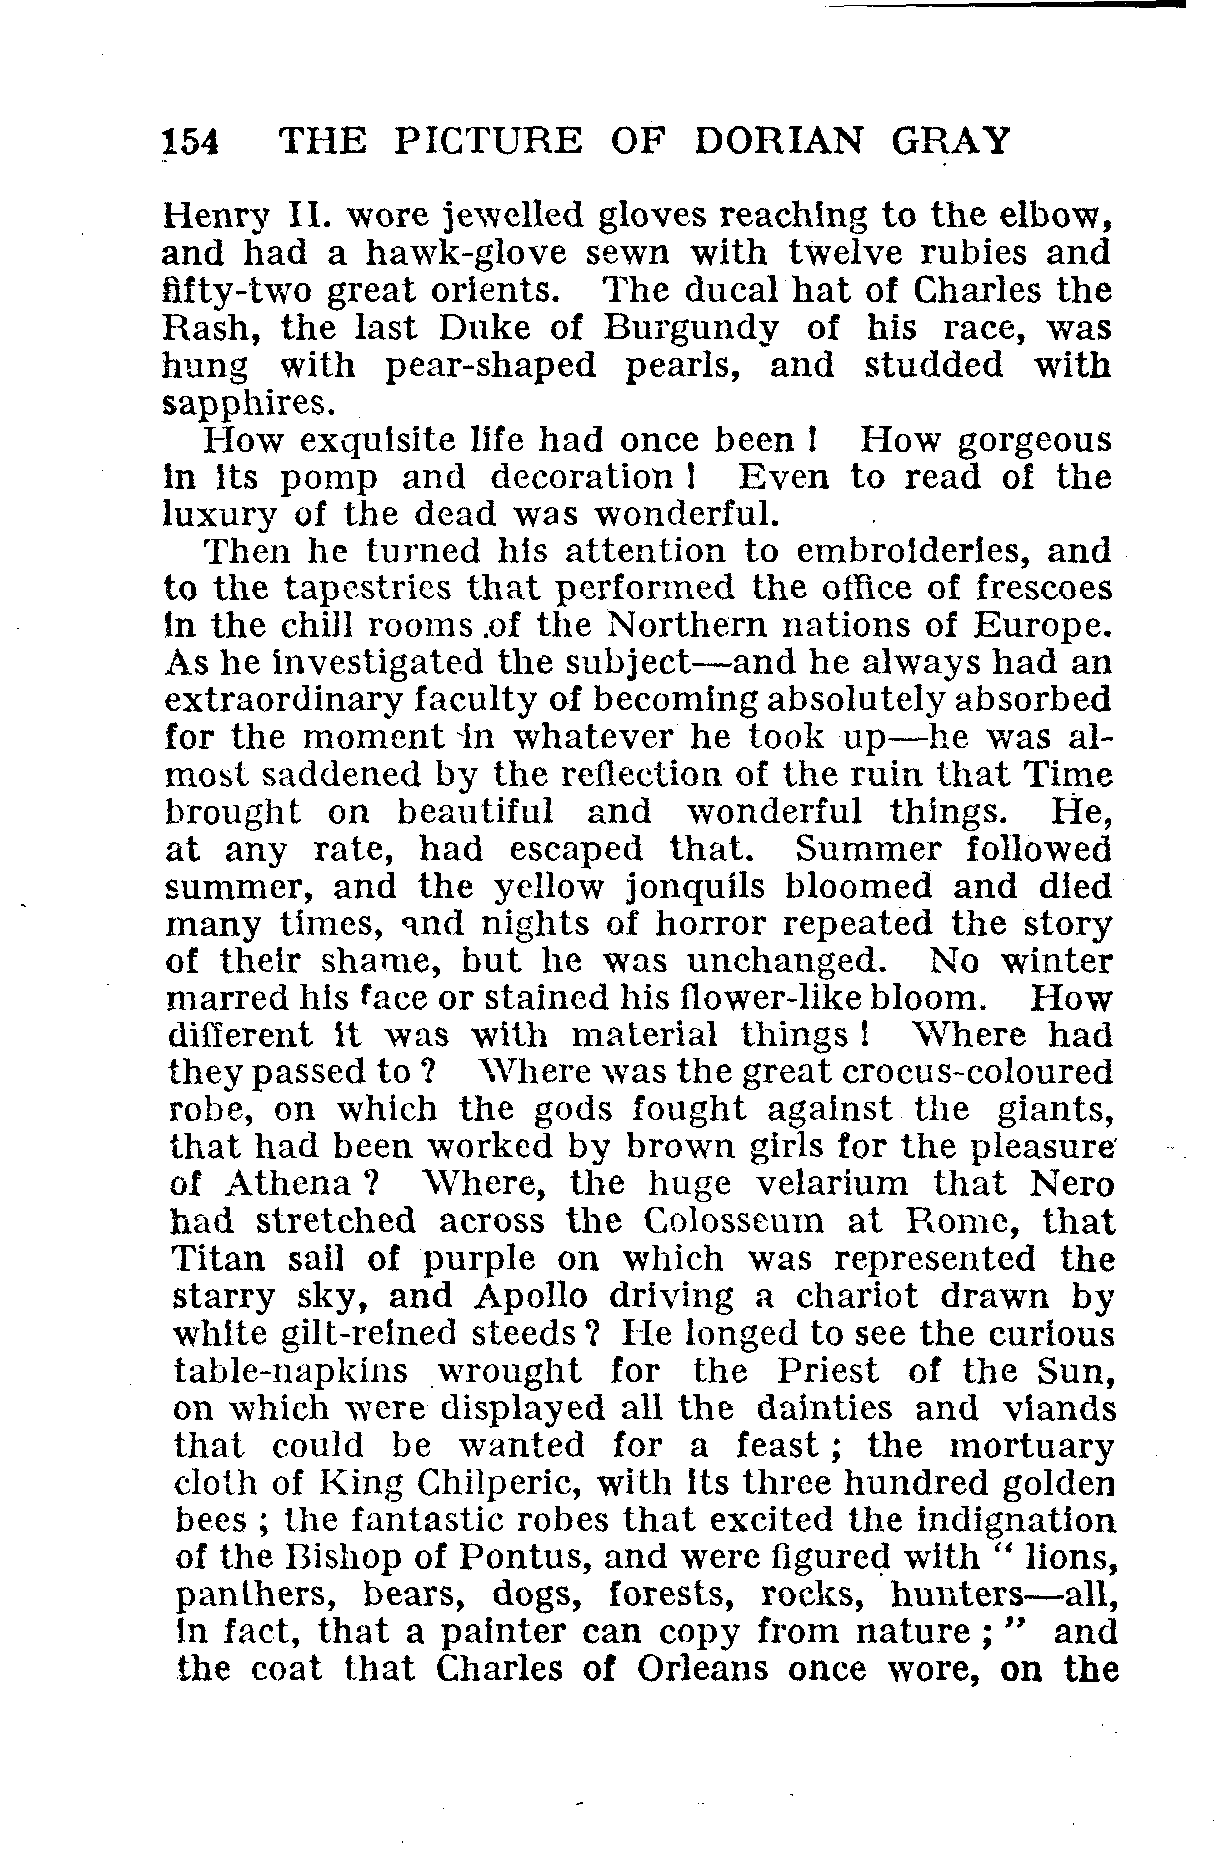 154 THE PICTURE OF DORIAN GRAY
Henry II. wore jewelled gloves reaching to the elbow,
and had a hawk-glove sewn with twelve rubies and
fifty-two great orients. The ducal hat of Charles the
Rash, the last Duke of Burgundy of his race, was
hung with pear-shaped pearls, and studded with
sapphires.
How exquisite life had once been! How gorgeous
in its pomp and decoration! Even to read of the
luxury of the dead was wonderful.
Then he turned his attention to embroideries, and
to the tapestries that performed the office of frescoes
in the chill rooms of the Northern nations of Europe.
As he investigated the subject—and he always had an
extraordinary faculty of becoming absolutely absorbed
for the moment in whatever he took up—he was al-
most saddened by the reflection of the ruin that Time
brought on beautiful and wonderful things. He,
at any rate, had escaped that. Summer followed
summer, and the yellow jonquils bloomed and died
many times, and nights of horror repeated the story
of their shame, but he was unchanged. No winter
marred his face or stained his flower-like bloom. How
different it was with material things! Where had
they passed to? Where was the great crocus-coloured
robe, on which the gods fought against the giants,
that had been worked by brown girls for the pleasure
of Athena? Where, the huge velarium that Nero
had stretched across the Colosseum at Rome, that
Titan sail of purple on which was represented the
starry sky, and Apollo driving a chariot drawn by
white gilt-reined steeds? He longed to see the curious
table-napkins wrought for the Priest of the Sun,
on which were displayed all the dainties and viands
that could be wanted for a feast; the mortuary
cloth of King Chilperic, with its three hundred golden
bees; the fantastic robes that excited the indignation
of the Bishop of Pontus, and were figured with "lions,
panthers, bears, dogs, forests, rocks, hunters—all,
in fact, that a painter can copy from nature;" and
the coat that Charles of Orleans once wore, on the